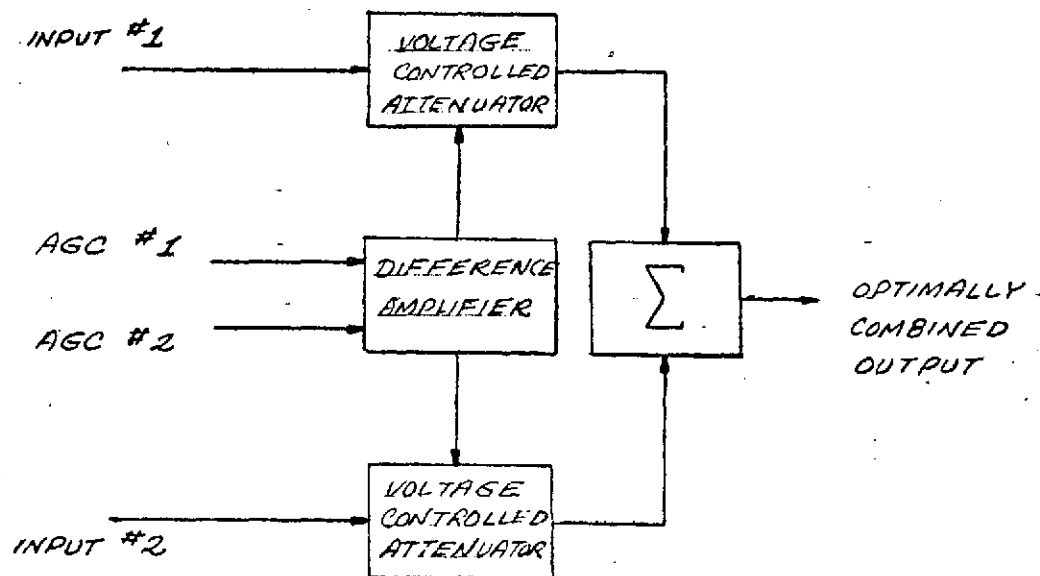 INPUT #1
VOLTAGE
CONTROLLED
ATTENUATOR
AGC #1
AGC #2
DIFFERENCE
AMPLIFIER
Σ
OPTIMALLY
COMBINED
OUTPUT
INPUT #2
VOLTAGE
CONTROLLED
ATTENUATOR